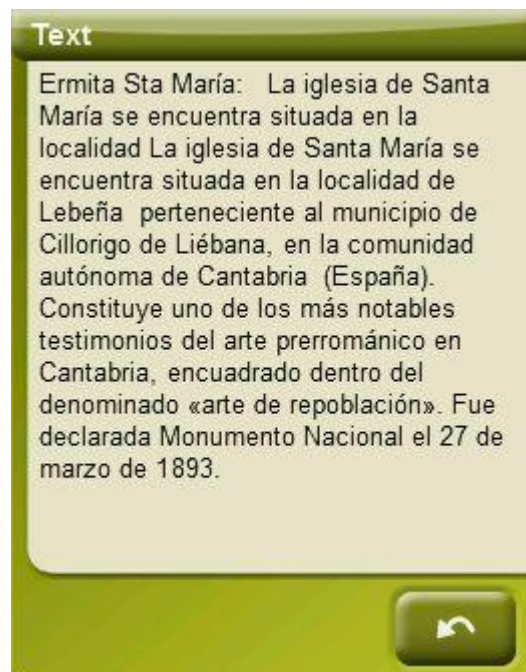 Text
Ermita Sta María:   La iglesia de Santa
María se encuentra situada en la
localidad La iglesia de Santa María se
encuentra situada en la localidad de
Lebeña  perteneciente al municipio de
Cillorigo de Liébana, en la comunidad
autónoma de Cantabria  (España).
Constituye uno de los más notables
testimonios del arte prerrománico en
Cantabria, encuadrado dentro del
denominado «arte de repoblación». Fue
declarada Monumento Nacional el 27 de
marzo de 1893.